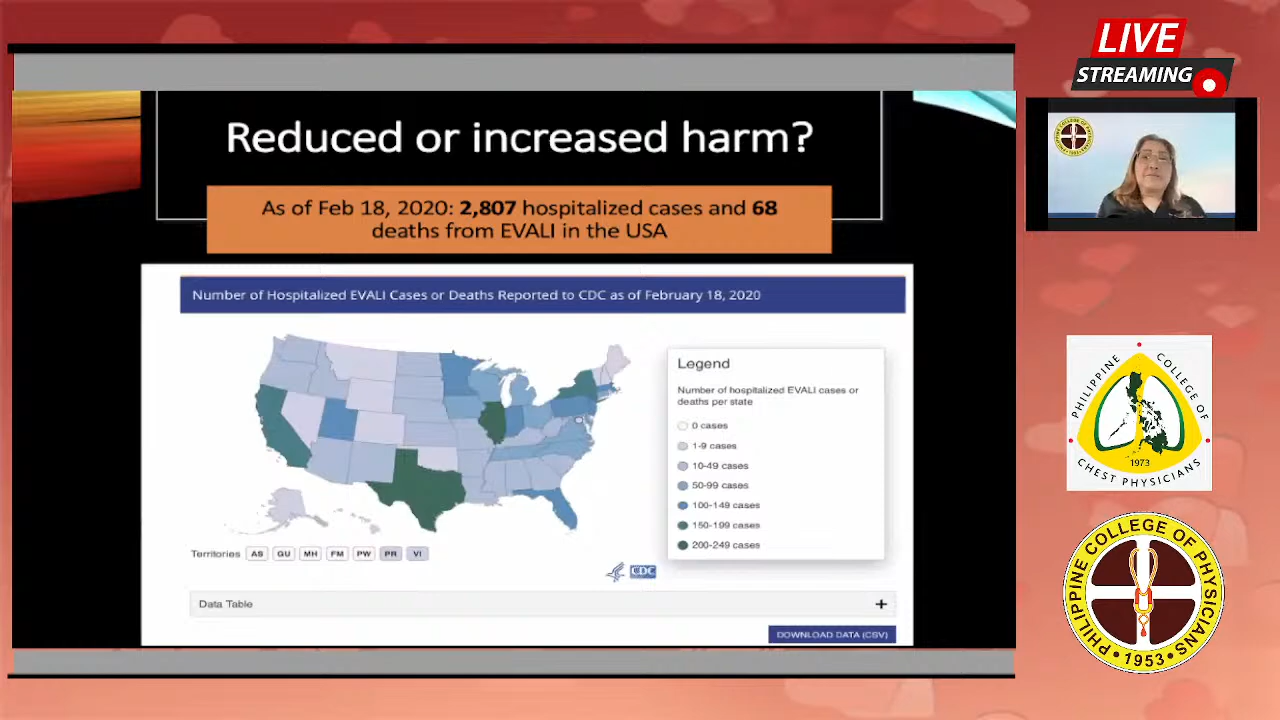 Reduced or increased harm?
As of Feb 18, 2020: 2,807 hospitalized cases and 68
deaths from EVALI in the USA
Number of Hospitalized EVALI Cases or Deaths Reported to CDC as of February 18, 2020
Legend
Number of hospitalized EVALI cases or
deaths per state
0 cases
1-9 cases
10-49 cases
50-99 cases
100-149 cases
150-199 cases
200-249 cases
Territories AS GU MH FM PW PR VI
CDC
Data Table +
DOWNLOAD DATA (CSV)
LIVE
STREAMING
PHILIPPINE COLLEGE OF
CHEST PHYSICIANS
1973
PHILIPPINE COLLEGE OF PHYSICIANS
1953